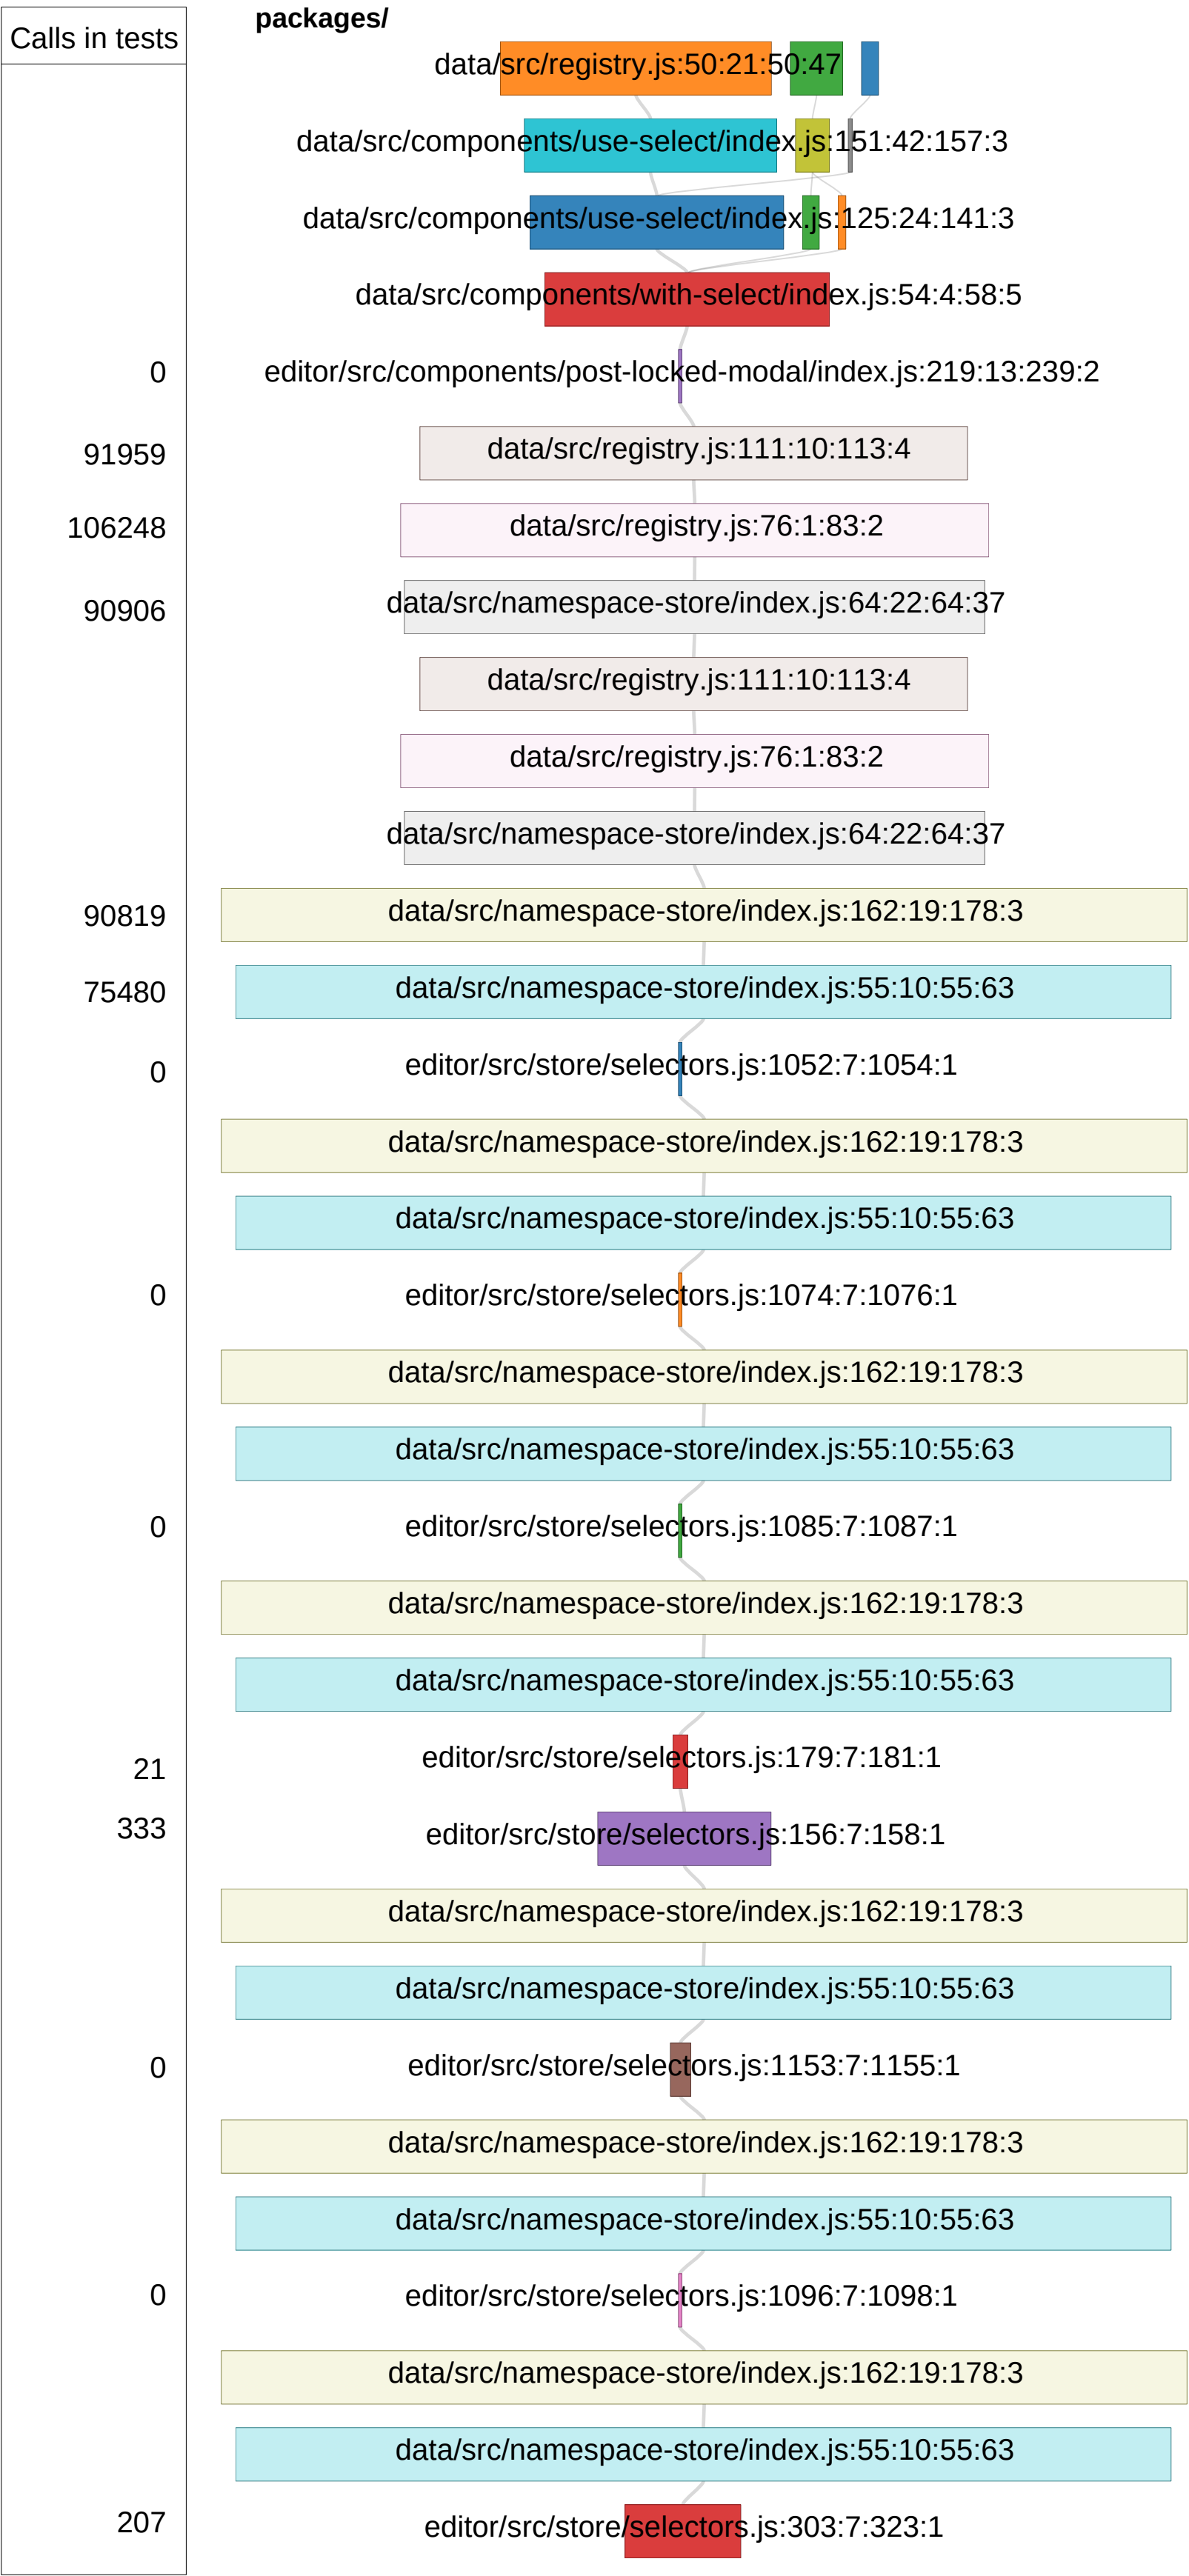 Calls in tests
packages/
data/src/registry.js:50:21:50:47
data/src/components/use-select/index.js:151:42:157:3
data/src/components/use-select/index.js:125:24:141:3
data/src/components/with-select/index.js:54:4:58:5
0 editor/src/components/post-locked-modal/index.js:219:13:239:2
91959 data/src/registry.js:111:10:113:4
106248 data/src/registry.js:76:1:83:2
90906 data/src/namespace-store/index.js:64:22:64:37
data/src/registry.js:111:10:113:4
data/src/registry.js:76:1:83:2
data/src/namespace-store/index.js:64:22:64:37
90819 data/src/namespace-store/index.js:162:19:178:3
75480 data/src/namespace-store/index.js:55:10:55:63
0 editor/src/store/selectors.js:1052:7:1054:1
data/src/namespace-store/index.js:162:19:178:3
data/src/namespace-store/index.js:55:10:55:63
0 editor/src/store/selectors.js:1074:7:1076:1
data/src/namespace-store/index.js:162:19:178:3
data/src/namespace-store/index.js:55:10:55:63
0 editor/src/store/selectors.js:1085:7:1087:1
data/src/namespace-store/index.js:162:19:178:3
data/src/namespace-store/index.js:55:10:55:63
21 editor/src/store/selectors.js:179:7:181:1
333 editor/src/store/selectors.js:156:7:158:1
data/src/namespace-store/index.js:162:19:178:3
data/src/namespace-store/index.js:55:10:55:63
0 editor/src/store/selectors.js:1153:7:1155:1
data/src/namespace-store/index.js:162:19:178:3
data/src/namespace-store/index.js:55:10:55:63
0 editor/src/store/selectors.js:1096:7:1098:1
data/src/namespace-store/index.js:162:19:178:3
data/src/namespace-store/index.js:55:10:55:63
207 editor/src/store/selectors.js:303:7:323:1